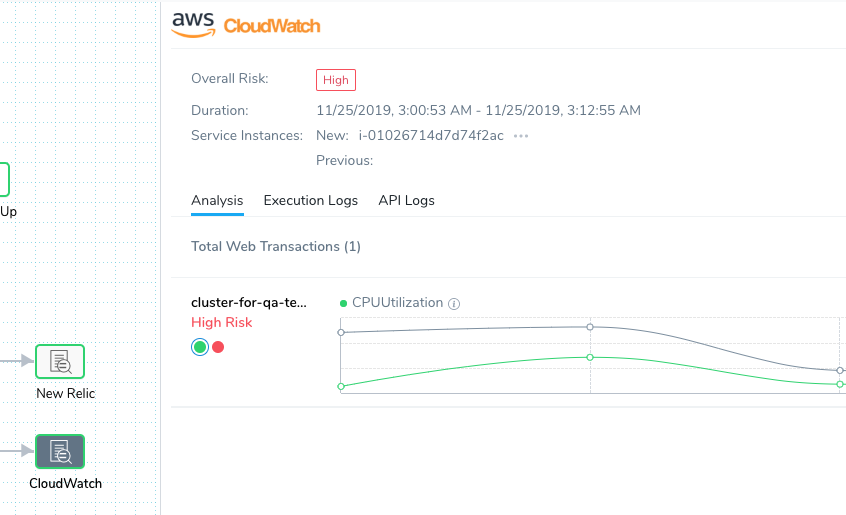 aws CloudWatch
Overall Risk: High
Duration: 11/25/2019, 3:00:53 AM - 11/25/2019, 3:12:55 AM
Service Instances: New: i-01026714d7d74f2ac ···
Previous:
Analysis Execution Logs API Logs
Total Web Transactions (1)
cluster-for-qa-te... CPUUtilization
High Risk
Up
New Relic
CloudWatch